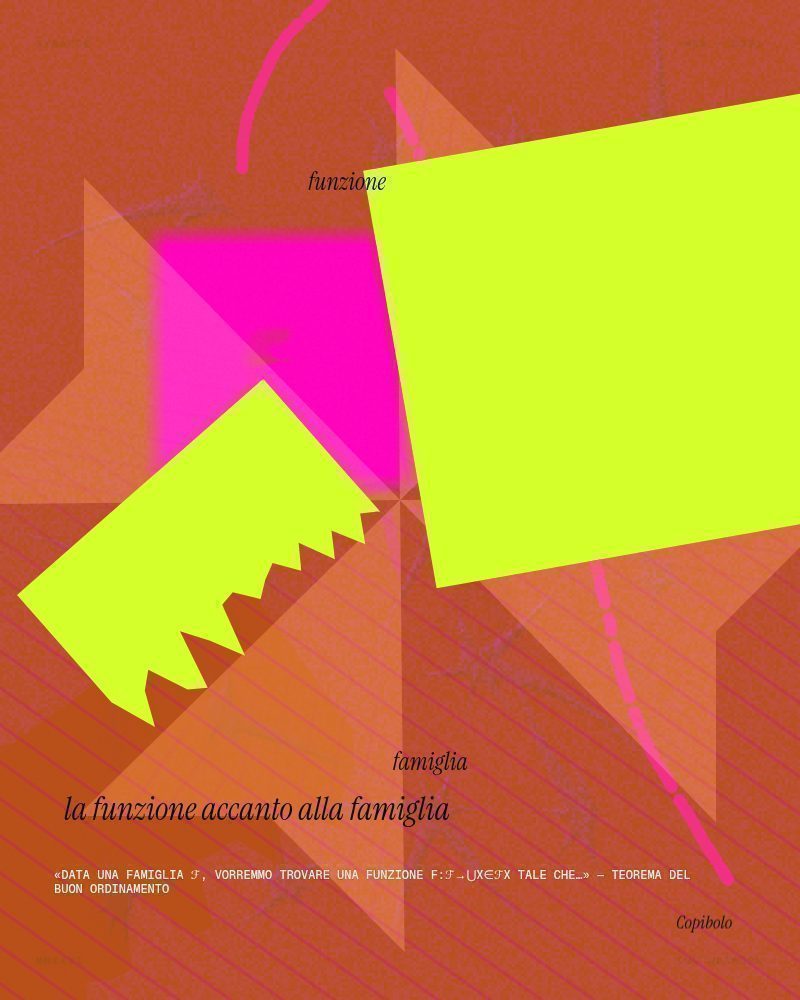 funzione
famiglia
la funzione accanto alla famiglia
«DATA UNA FAMIGLIA ℱ, VORREMMO TROVARE UNA FUNZIONE F:ℱ→⋃X∈ℱX TALE CHE…» — TEOREMA DEL
BUON ORDINAMENTO
Copibolo